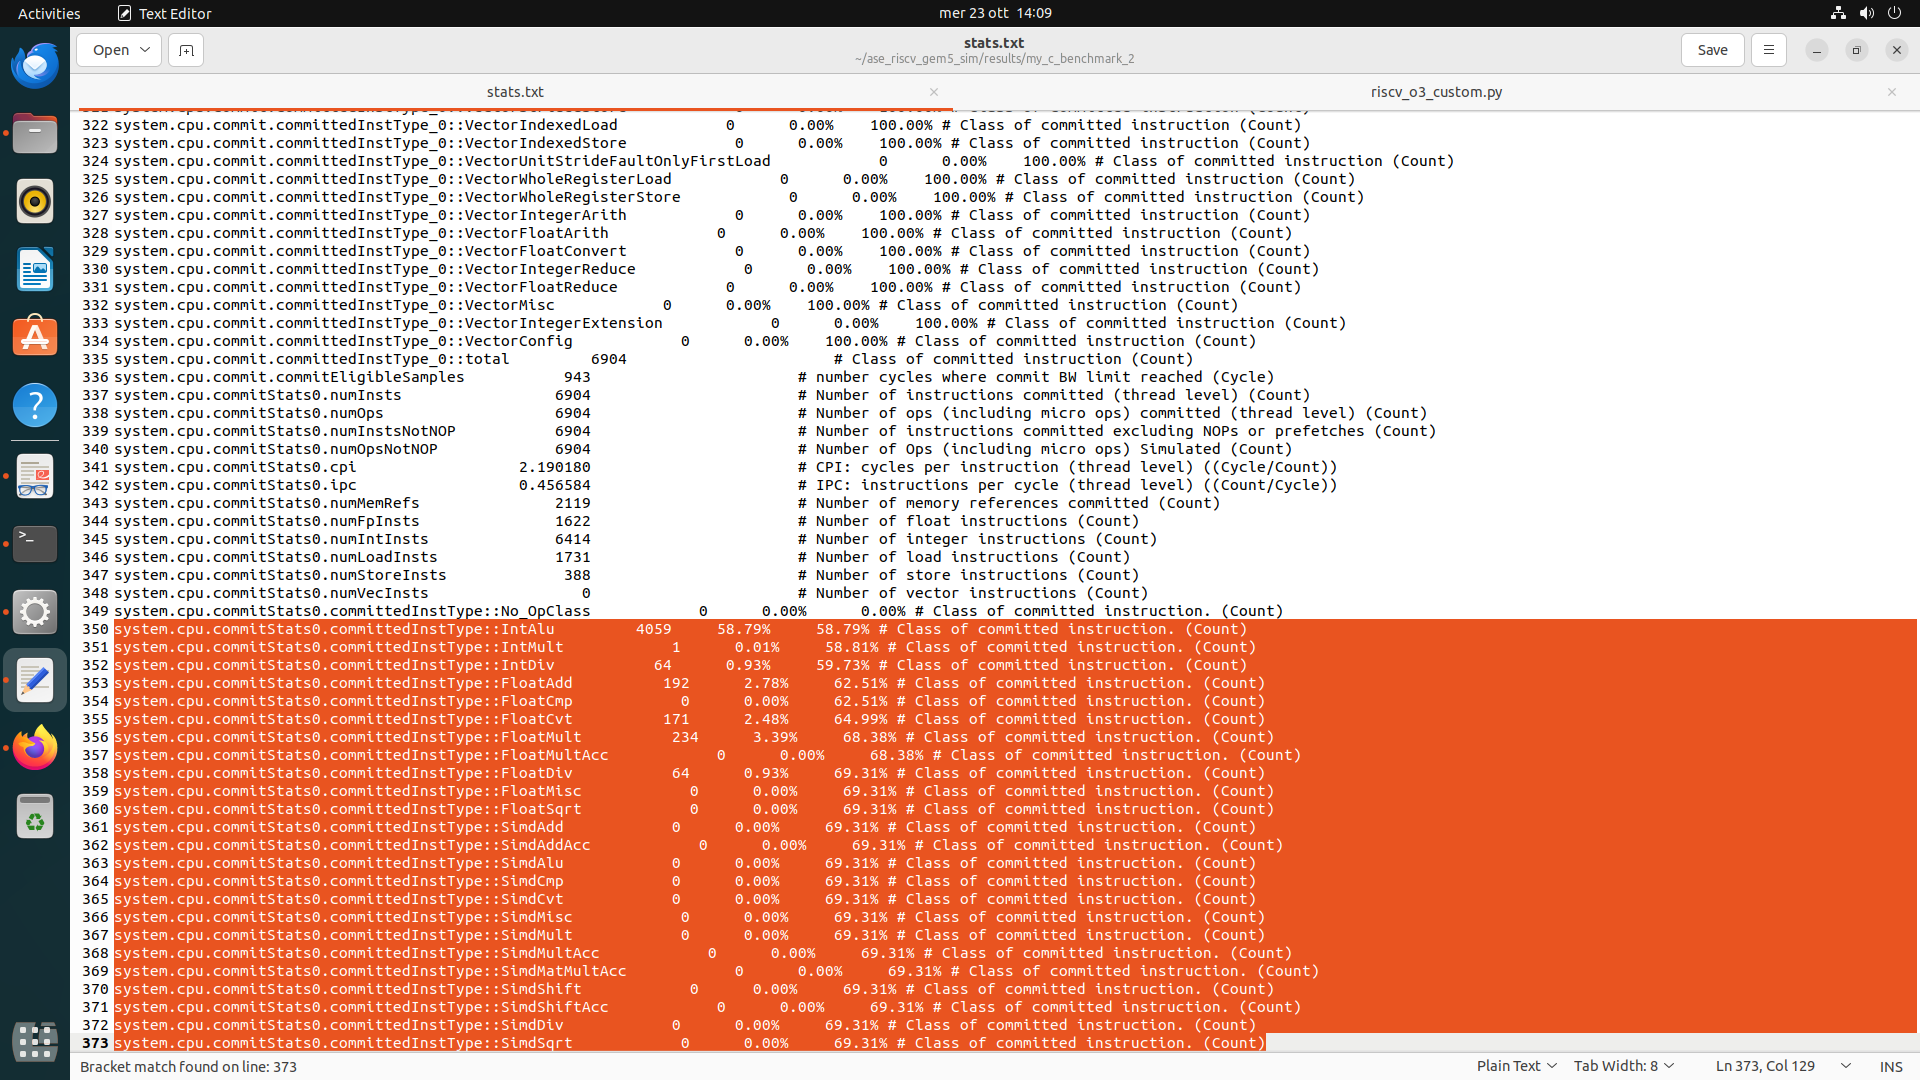 Activities Text Editor mer 23 ott 14:09
Open Save
stats.txt
~/ase_riscv_gem5_sim/results/my_c_benchmark_2
stats.txt riscv_o3_custom.py
322 system.cpu.commit.committedInstType_0::VectorIndexedLoad 0 0.00% 100.00% # Class of committed instruction (Count)
323 system.cpu.commit.committedInstType_0::VectorIndexedStore 0 0.00% 100.00% # Class of committed instruction (Count)
324 system.cpu.commit.committedInstType_0::VectorUnitStrideFaultOnlyFirstLoad 0 0.00% 100.00% # Class of committed instruction (Count)
325 system.cpu.commit.committedInstType_0::VectorWholeRegisterLoad 0 0.00% 100.00% # Class of committed instruction (Count)
326 system.cpu.commit.committedInstType_0::VectorWholeRegisterStore 0 0.00% 100.00% # Class of committed instruction (Count)
327 system.cpu.commit.committedInstType_0::VectorIntegerArith 0 0.00% 100.00% # Class of committed instruction (Count)
328 system.cpu.commit.committedInstType_0::VectorFloatArith 0 0.00% 100.00% # Class of committed instruction (Count)
329 system.cpu.commit.committedInstType_0::VectorFloatConvert 0 0.00% 100.00% # Class of committed instruction (Count)
330 system.cpu.commit.committedInstType_0::VectorIntegerReduce 0 0.00% 100.00% # Class of committed instruction (Count)
331 system.cpu.commit.committedInstType_0::VectorFloatReduce 0 0.00% 100.00% # Class of committed instruction (Count)
332 system.cpu.commit.committedInstType_0::VectorMisc 0 0.00% 100.00% # Class of committed instruction (Count)
333 system.cpu.commit.committedInstType_0::VectorIntegerExtension 0 0.00% 100.00% # Class of committed instruction (Count)
334 system.cpu.commit.committedInstType_0::VectorConfig 0 0.00% 100.00% # Class of committed instruction (Count)
335 system.cpu.commit.committedInstType_0::total 6904 # Class of committed instruction (Count)
336 system.cpu.commit.commitEligibleSamples 943 # number cycles where commit BW limit reached (Cycle)
337 system.cpu.commitStats0.numInsts 6904 # Number of instructions committed (thread level) (Count)
338 system.cpu.commitStats0.numOps 6904 # Number of ops (including micro ops) committed (thread level) (Count)
339 system.cpu.commitStats0.numInstsNotNOP 6904 # Number of instructions committed excluding NOPs or prefetches (Count)
340 system.cpu.commitStats0.numOpsNotNOP 6904 # Number of Ops (including micro ops) Simulated (Count)
341 system.cpu.commitStats0.cpi 2.190180 # CPI: cycles per instruction (thread level) ((Cycle/Count))
342 system.cpu.commitStats0.ipc 0.456584 # IPC: instructions per cycle (thread level) ((Count/Cycle))
343 system.cpu.commitStats0.numMemRefs 2119 # Number of memory references committed (Count)
344 system.cpu.commitStats0.numFpInsts 1622 # Number of float instructions (Count)
345 system.cpu.commitStats0.numIntInsts 6414 # Number of integer instructions (Count)
346 system.cpu.commitStats0.numLoadInsts 1731 # Number of load instructions (Count)
347 system.cpu.commitStats0.numStoreInsts 388 # Number of store instructions (Count)
348 system.cpu.commitStats0.numVecInsts 0 # Number of vector instructions (Count)
349 system.cpu.commitStats0.committedInstType::No_OpClass 0 0.00% 0.00% # Class of committed instruction. (Count)
350 system.cpu.commitStats0.committedInstType::IntAlu 4059 58.79% 58.79% # Class of committed instruction. (Count)
351 system.cpu.commitStats0.committedInstType::IntMult 1 0.01% 58.81% # Class of committed instruction. (Count)
352 system.cpu.commitStats0.committedInstType::IntDiv 64 0.93% 59.73% # Class of committed instruction. (Count)
353 system.cpu.commitStats0.committedInstType::FloatAdd 192 2.78% 62.51% # Class of committed instruction. (Count)
354 system.cpu.commitStats0.committedInstType::FloatCmp 0 0.00% 62.51% # Class of committed instruction. (Count)
355 system.cpu.commitStats0.committedInstType::FloatCvt 171 2.48% 64.99% # Class of committed instruction. (Count)
356 system.cpu.commitStats0.committedInstType::FloatMult 234 3.39% 68.38% # Class of committed instruction. (Count)
357 system.cpu.commitStats0.committedInstType::FloatMultAcc 0 0.00% 68.38% # Class of committed instruction. (Count)
358 system.cpu.commitStats0.committedInstType::FloatDiv 64 0.93% 69.31% # Class of committed instruction. (Count)
359 system.cpu.commitStats0.committedInstType::FloatMisc 0 0.00% 69.31% # Class of committed instruction. (Count)
360 system.cpu.commitStats0.committedInstType::FloatSqrt 0 0.00% 69.31% # Class of committed instruction. (Count)
361 system.cpu.commitStats0.committedInstType::SimdAdd 0 0.00% 69.31% # Class of committed instruction. (Count)
362 system.cpu.commitStats0.committedInstType::SimdAddAcc 0 0.00% 69.31% # Class of committed instruction. (Count)
363 system.cpu.commitStats0.committedInstType::SimdAlu 0 0.00% 69.31% # Class of committed instruction. (Count)
364 system.cpu.commitStats0.committedInstType::SimdCmp 0 0.00% 69.31% # Class of committed instruction. (Count)
365 system.cpu.commitStats0.committedInstType::SimdCvt 0 0.00% 69.31% # Class of committed instruction. (Count)
366 system.cpu.commitStats0.committedInstType::SimdMisc 0 0.00% 69.31% # Class of committed instruction. (Count)
367 system.cpu.commitStats0.committedInstType::SimdMult 0 0.00% 69.31% # Class of committed instruction. (Count)
368 system.cpu.commitStats0.committedInstType::SimdMultAcc 0 0.00% 69.31% # Class of committed instruction. (Count)
369 system.cpu.commitStats0.committedInstType::SimdMatMultAcc 0 0.00% 69.31% # Class of committed instruction. (Count)
370 system.cpu.commitStats0.committedInstType::SimdShift 0 0.00% 69.31% # Class of committed instruction. (Count)
371 system.cpu.commitStats0.committedInstType::SimdShiftAcc 0 0.00% 69.31% # Class of committed instruction. (Count)
372 system.cpu.commitStats0.committedInstType::SimdDiv 0 0.00% 69.31% # Class of committed instruction. (Count)
373 system.cpu.commitStats0.committedInstType::SimdSqrt 0 0.00% 69.31% # Class of committed instruction. (Count)
Bracket match found on line: 373 Plain Text Tab Width: 8 Ln 373, Col 129 INS